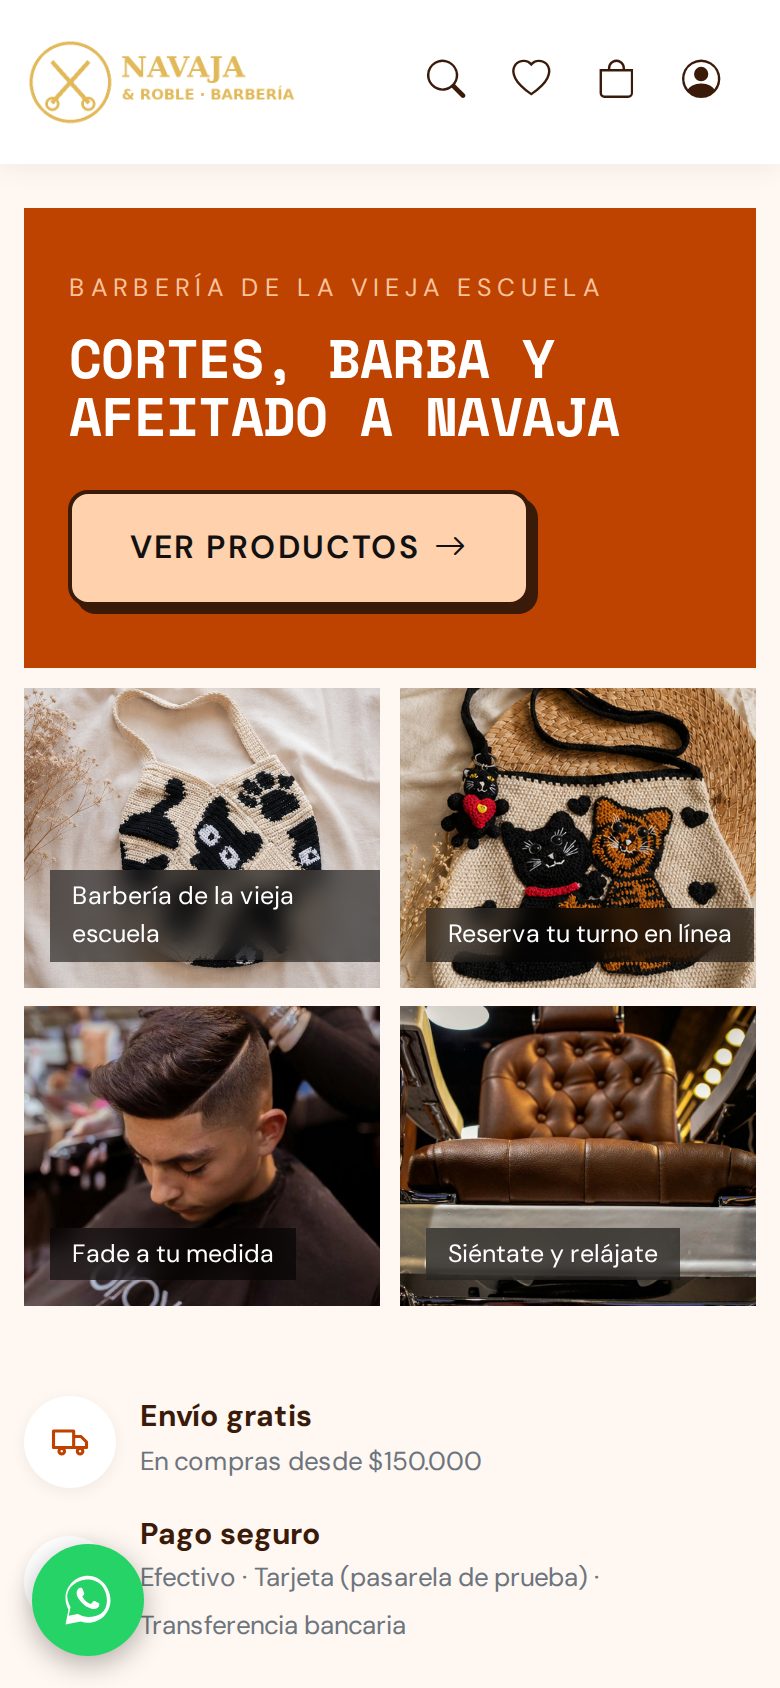 NAVAJA
& ROBLE · BARBERÍA
BARBERÍA DE LA VIEJA ESCUELA
CORTES, BARBA Y
AFEITADO A NAVAJA
VER PRODUCTOS →
Barbería de la vieja
escuela
Reserva tu turno en línea
Fade a tu medida
Siéntate y relájate
Envío gratis
En compras desde $150.000
Pago seguro
Efectivo · Tarjeta (pasarela de prueba) ·
Transferencia bancaria